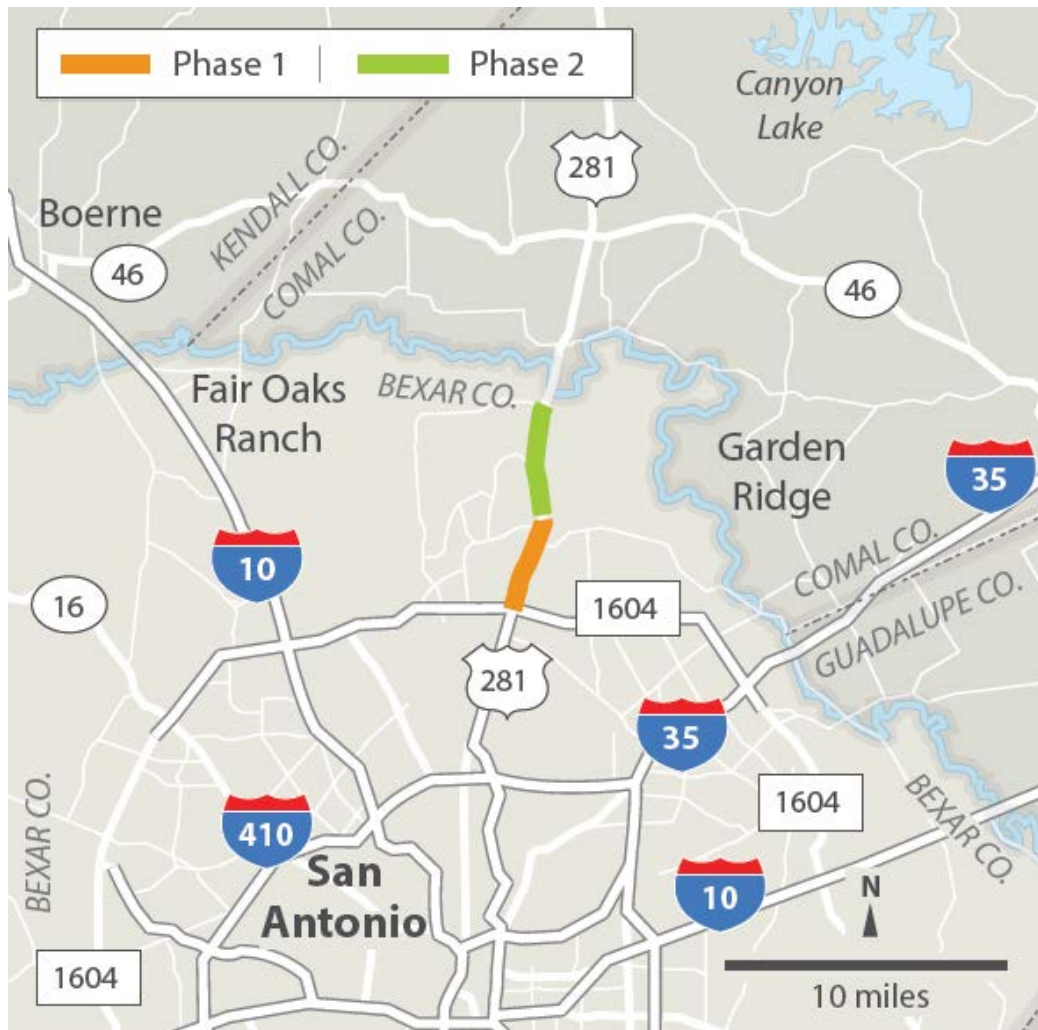 Phase 1 | Phase 2
Canyon
Lake
281
KENDALL CO.
COMAL CO.
Boerne
46
46
Fair Oaks
Ranch
BEXAR CO.
Garden
Ridge
35
10
COMAL CO.
GUADALUPE CO.
16
1604
281
35
BEXAR CO.
410
1604
BEXAR CO.
San
Antonio
10
N
1604
10 miles